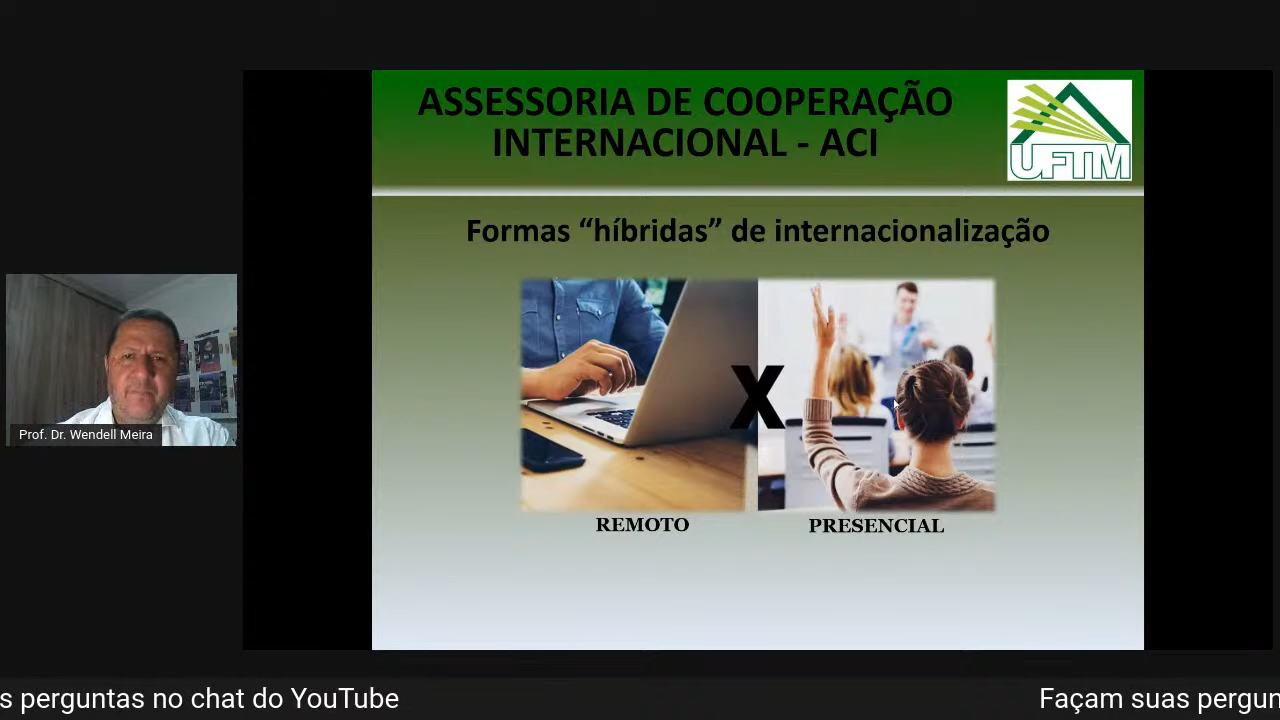 ASSESSORIA DE COOPERAÇÃO
INTERNACIONAL - ACI
UFTM
Formas “híbridas” de internacionalização
X
REMOTO
PRESENCIAL
Prof. Dr. Wendell Meira
s perguntas no chat do YouTube
Façam suas pergun